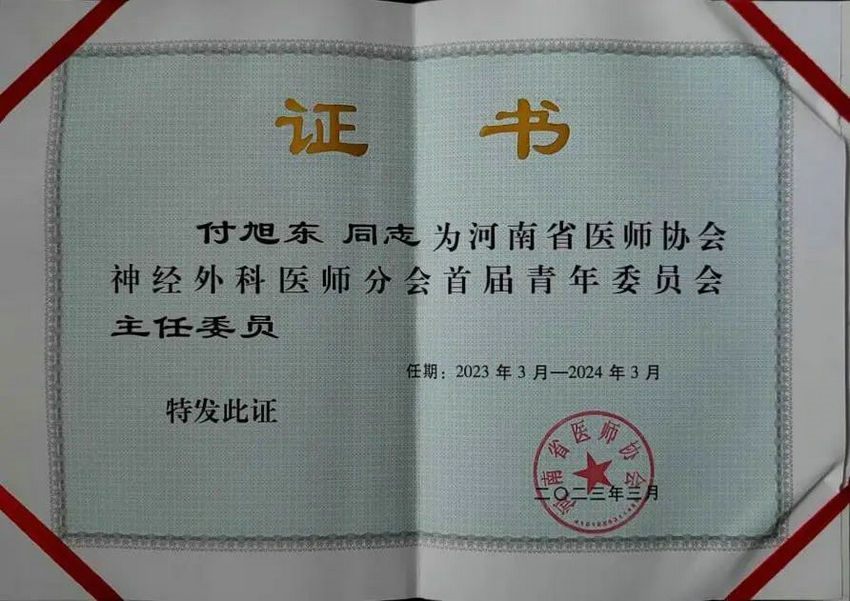 证 书
付旭东 同志为河南省医师协会
神经外科医师分会首届青年委员会
主任委员
任期：2023 年 3 月—2024 年 3 月
特发此证
河南省医师协会
二〇二三年三月